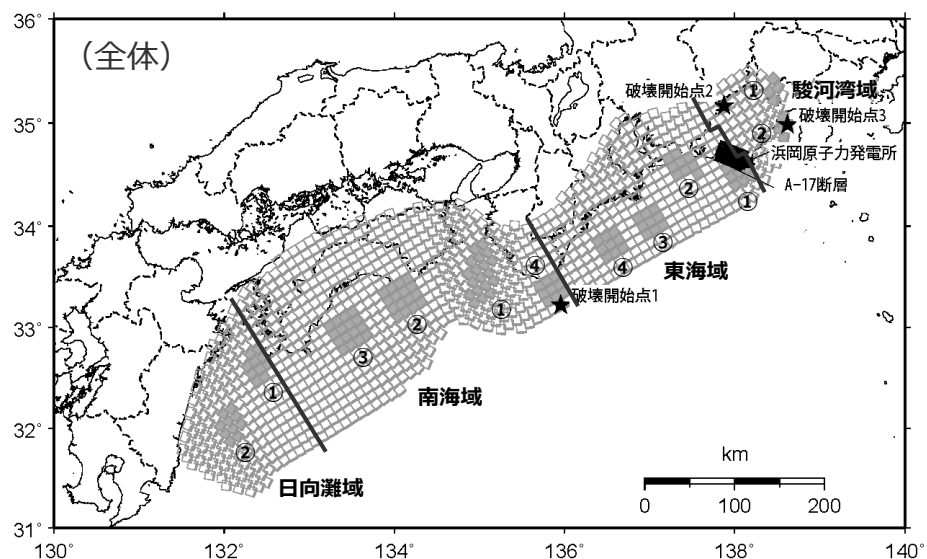 36°
(全体)
破壊開始点2
①
駿河湾域
35°
②
破壊開始点3
浜岡原子力発電所
A-17断層
②
①
34°
③
④
④
東海域
破壊開始点1
33°
②
①
③
①
南海域
32°
②
km
日向灘域
0 100 200
31°
130° 132° 134° 136° 138° 140°